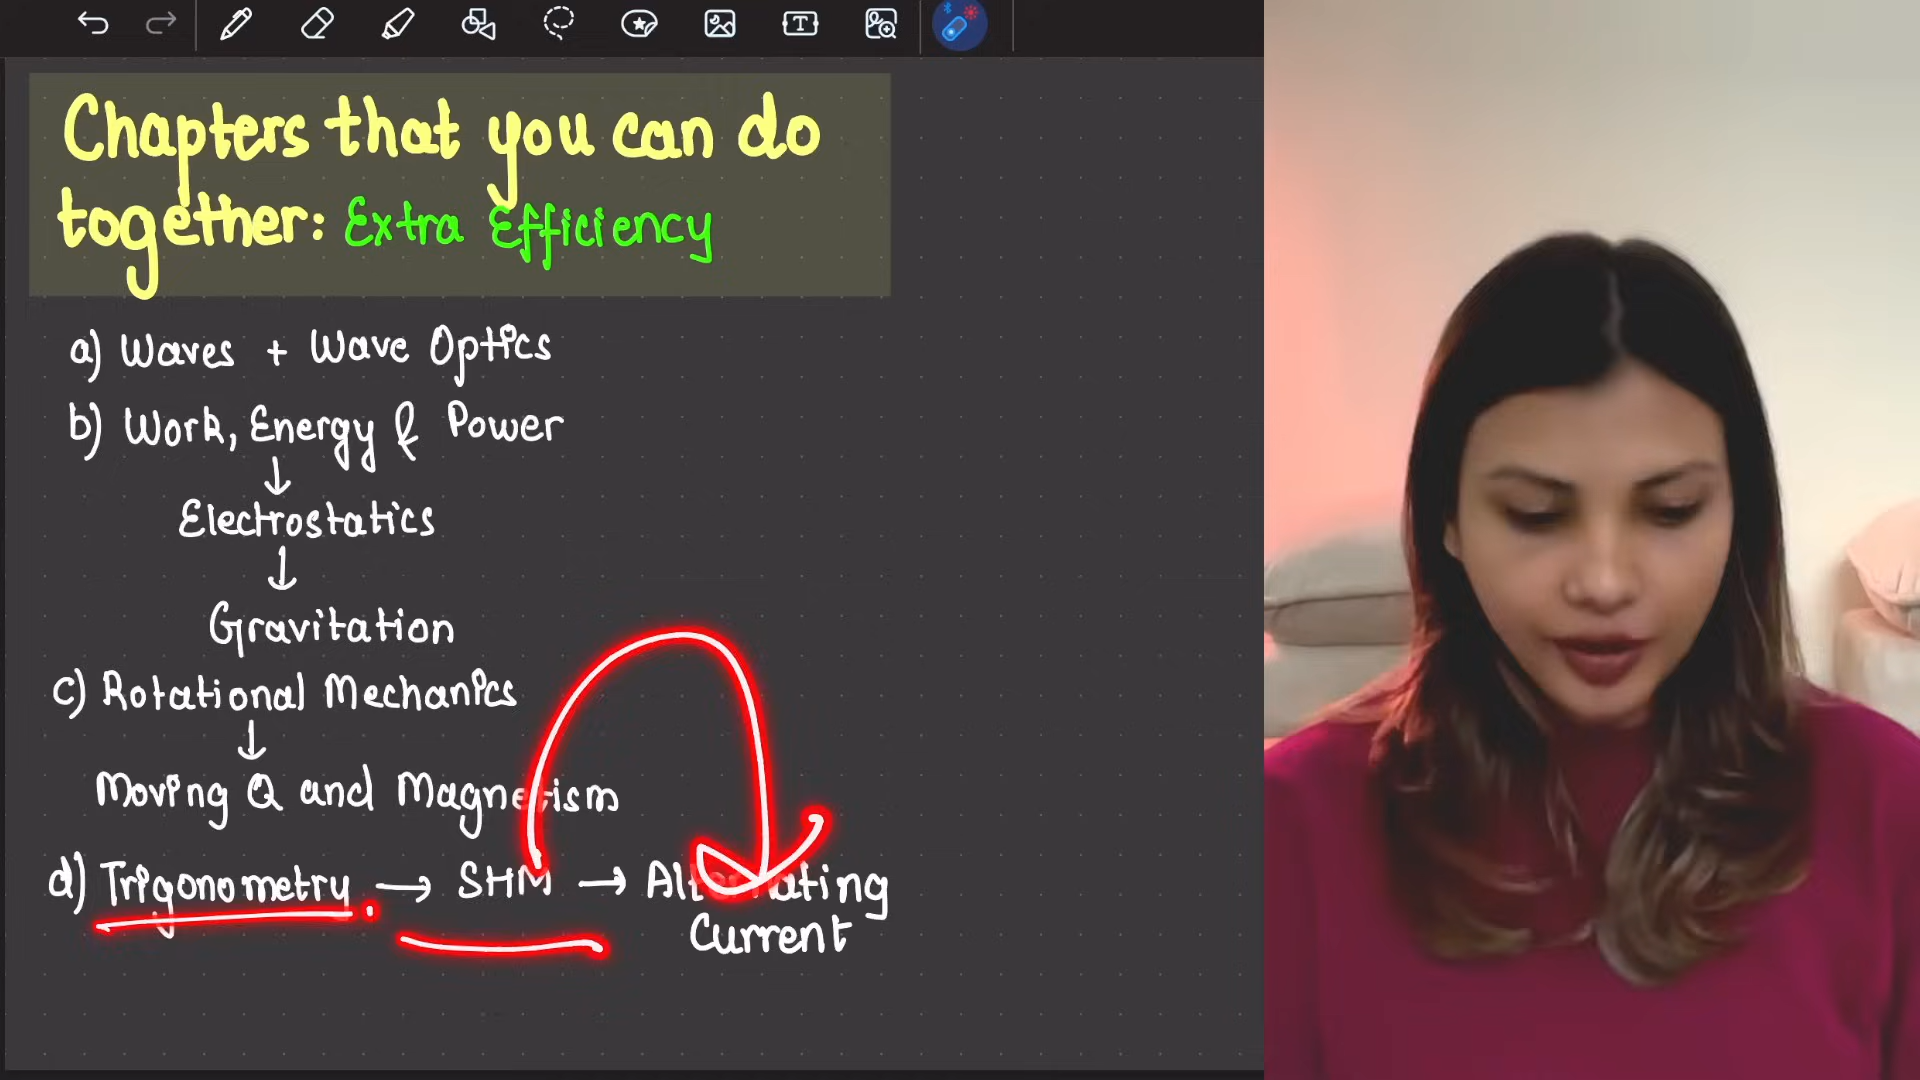 Chapters that you can do
together: Extra Efficiency
a) Waves + Wave Optics
b) Work, Energy & Power
↓
Electrostatics
↓
Gravitation
c) Rotational Mechanics
↓
Moving Q and Magnetism
d) Trigonometry → SHM → Alternating
Current